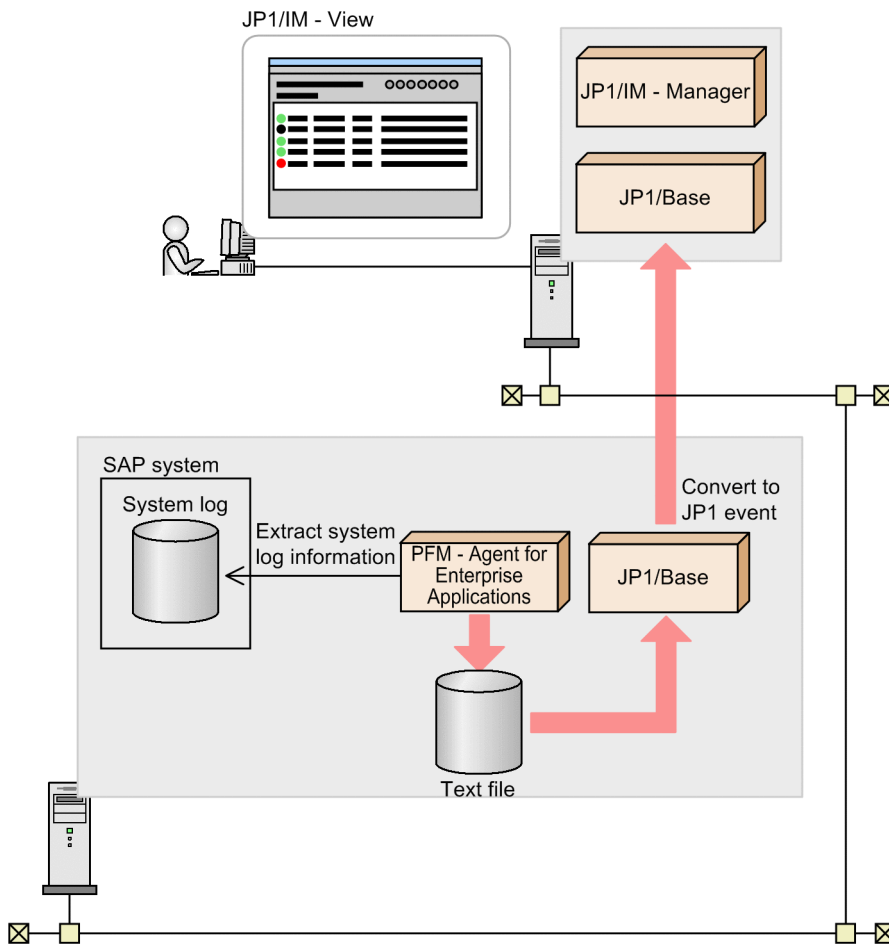 JP1/IM - View
JP1/IM - Manager
JP1/Base
SAP system
System log
Extract system
log information
PFM - Agent for
Enterprise
Applications
Convert to
JP1 event
JP1/Base
Text file